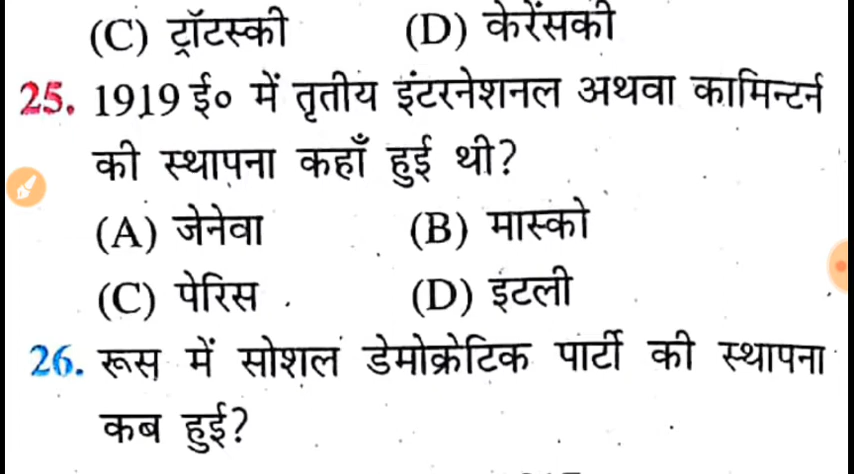 (C) ट्रॉटस्की (D) केरेंसकी
25. 1919 ई० में तृतीय इंटरनेशनल अथवा कामिन्टर्न
की स्थापना कहाँ हुई थी?
(A) जेनेवा (B) मास्को
(C) पेरिस (D) इटली
26. रूस में सोशल डेमोक्रेटिक पार्टी की स्थापना
कब हुई?